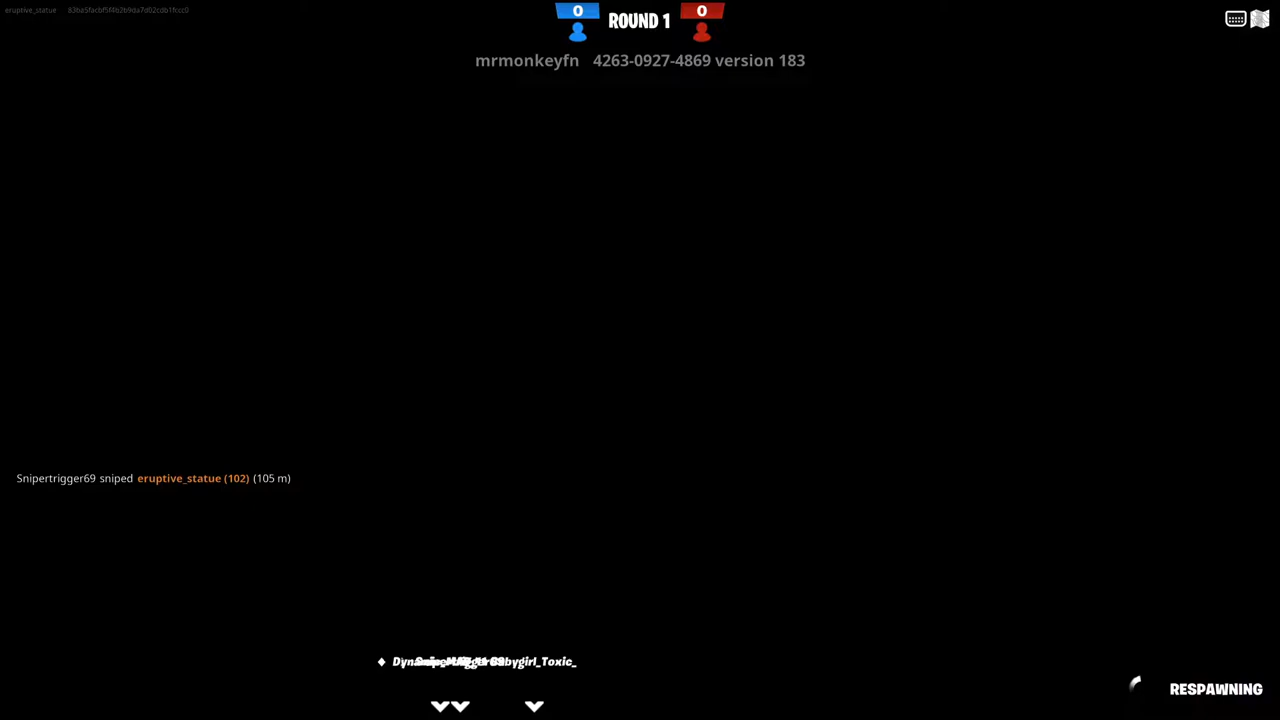 eruptive_statue
0 ROUND 1 0
mrmonkeyfn 4263-0927-4869 version 183
Snipertrigger69 sniped eruptive_statue (102) (105 m)
RESPAWNING